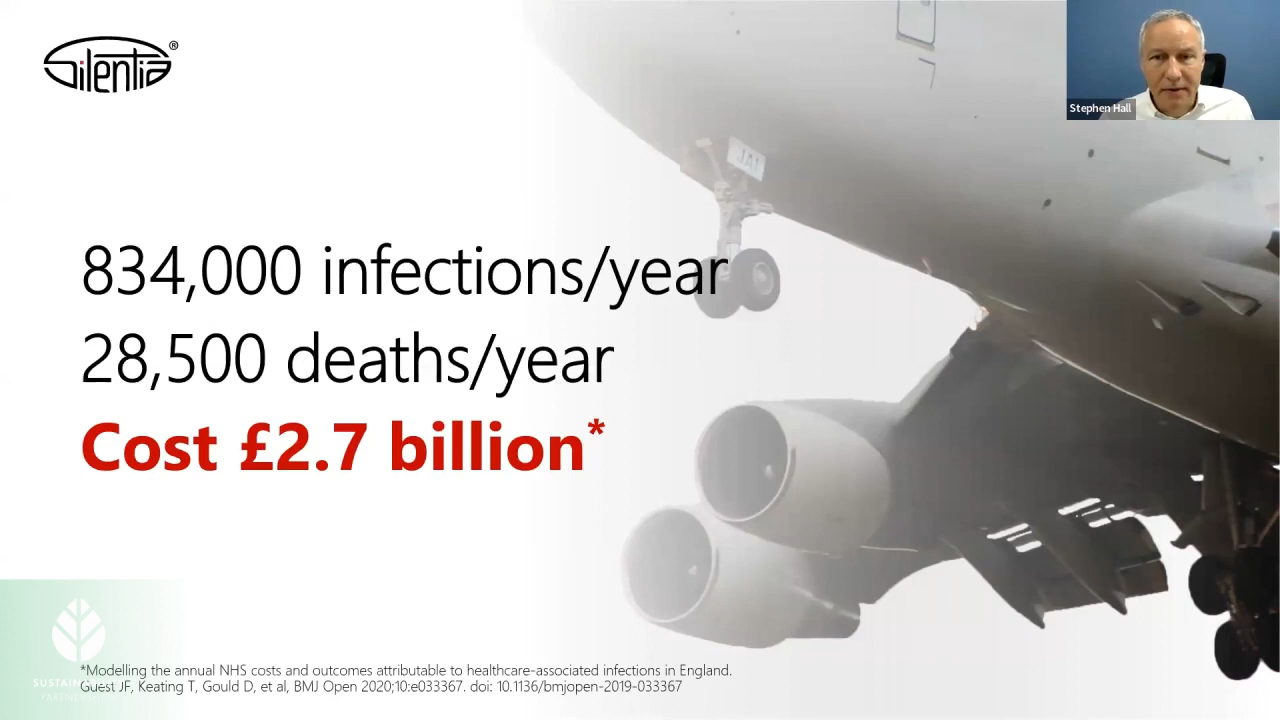 Silentia®
Stephen Hall
JA1
834,000 infections/year
28,500 deaths/year
Cost £2.7 billion*
*Modelling the annual NHS costs and outcomes attributable to healthcare-associated infections in England.
Guest JF, Keating T, Gould D, et al, BMJ Open 2020;10:e033367. doi: 10.1136/bmjopen-2019-033367